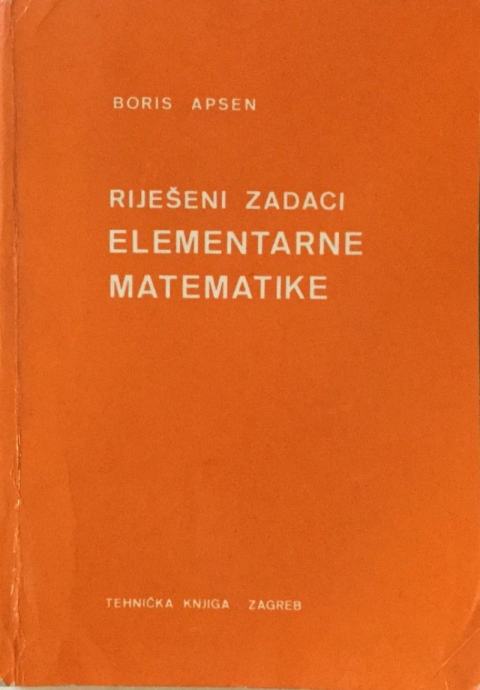 BORIS APSEN
RIJEŠENI ZADACI
ELEMENTARNE
MATEMATIKE
TEHNIČKA KNJIGA ZAGREB